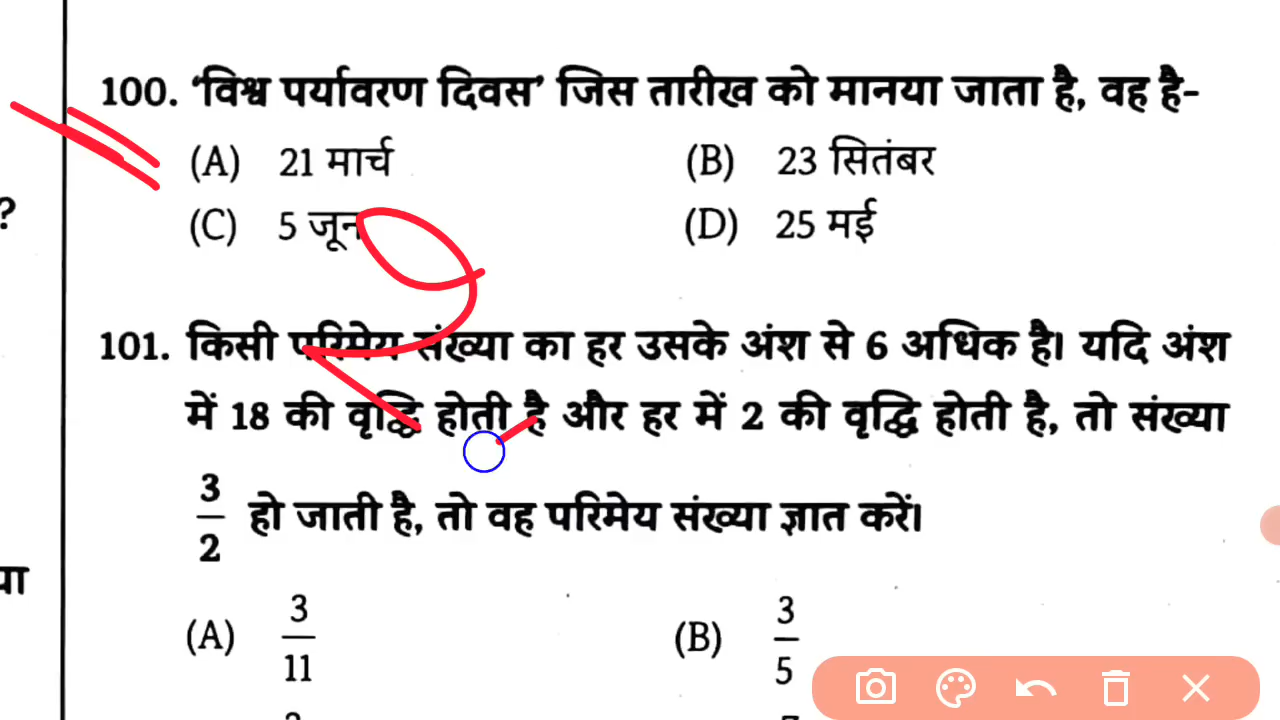 ?
100. ‘विश्व पर्यावरण दिवस’ जिस तारीख को मानया जाता है, वह है-
(A) 21 मार्च (B) 23 सितंबर
(C) 5 जून (D) 25 मई
101. किसी परिमेय संख्या का हर उसके अंश से 6 अधिक है। यदि अंश
में 18 की वृद्धि होती है और हर में 2 की वृद्धि होती है, तो संख्या
3/2 हो जाती है, तो वह परिमेय संख्या ज्ञात करें।
(A) 3/11 (B) 3/5